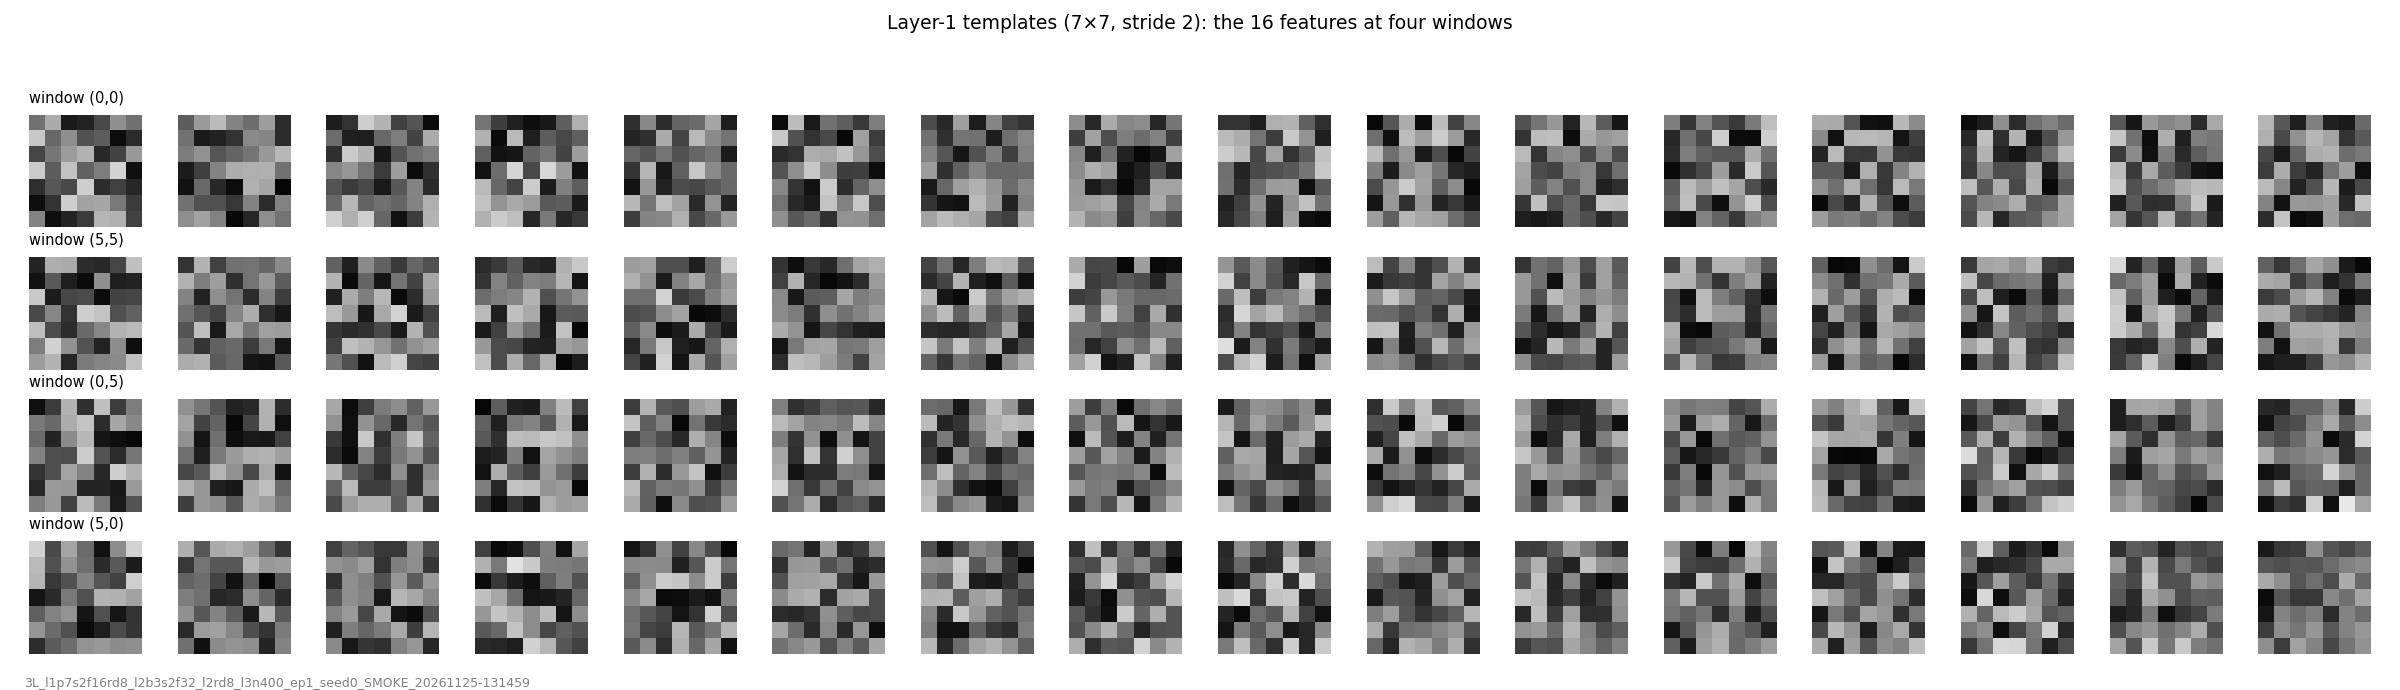 Layer-1 templates (7×7, stride 2): the 16 features at four windows
window (0,0)
window (5,5)
window (0,5)
window (5,0)
3L_l1p7s2f16rd8_l2b3s2f32_l2rd8_l3n400_ep1_seed0_SMOKE_20261125-131459